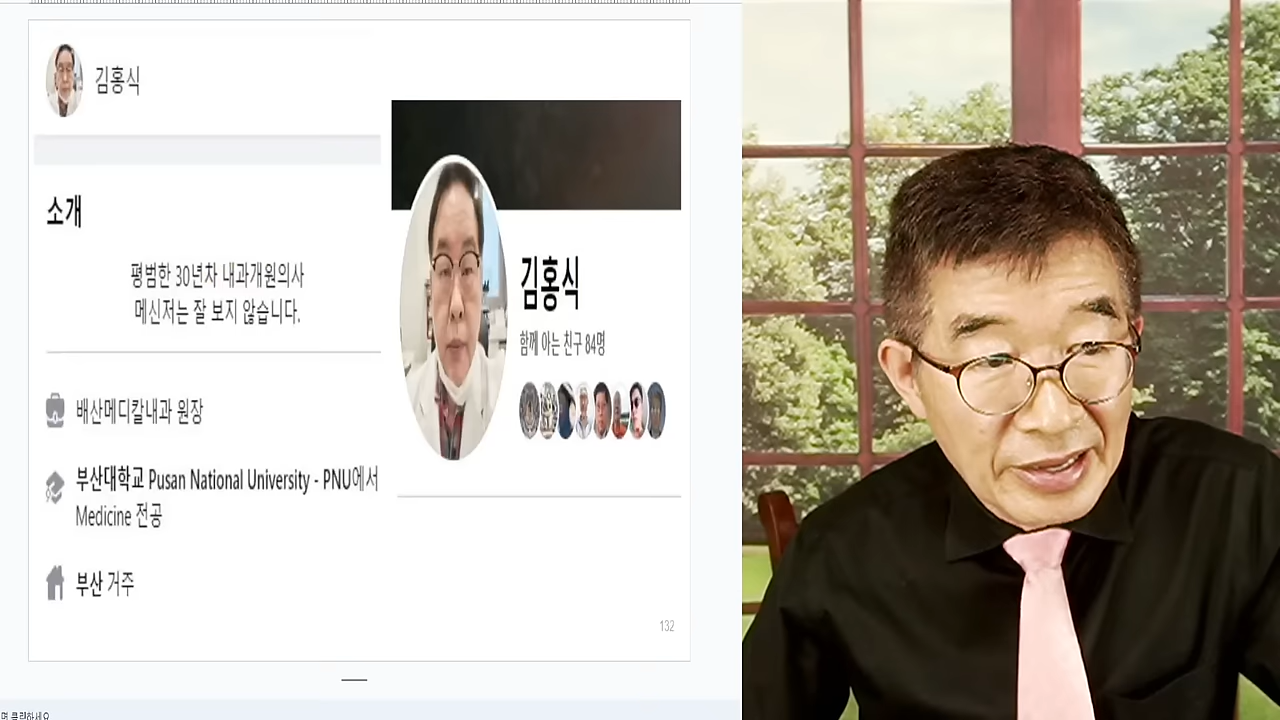 김홍식
소개
평범한 30년차 내과개원의사
메신저는 잘 보지 않습니다.
배산메디칼내과 원장
부산대학교 Pusan National University - PNU에서
Medicine 전공
부산 거주
김홍식
함께 아는 친구 84명
132